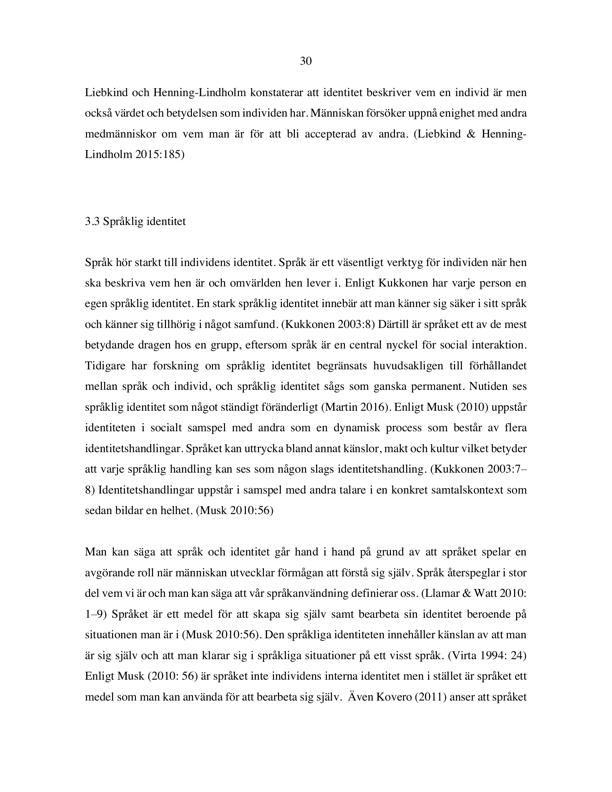 30
Liebkind och Henning-Lindholm konstaterar att identitet beskriver vem en individ är men
också värdet och betydelsen som individen har. Människan försöker uppnå enighet med andra
medmänniskor om vem man är för att bli accepterad av andra. (Liebkind & Henning-
Lindholm 2015:185)
3.3 Språklig identitet
Språk hör starkt till individens identitet. Språk är ett väsentligt verktyg för individen när hen
ska beskriva vem hen är och omvärlden hen lever i. Enligt Kukkonen har varje person en
egen språklig identitet. En stark språklig identitet innebär att man känner sig säker i sitt språk
och känner sig tillhörig i något samfund. (Kukkonen 2003:8) Därtill är språket ett av de mest
betydande dragen hos en grupp, eftersom språk är en central nyckel för social interaktion.
Tidigare har forskning om språklig identitet begränsats huvudsakligen till förhållandet
mellan språk och individ, och språklig identitet sågs som ganska permanent. Nutiden ses
språklig identitet som något ständigt föränderligt (Martin 2016). Enligt Musk (2010) uppstår
identiteten i socialt samspel med andra som en dynamisk process som består av flera
identitetshandlingar. Språket kan uttrycka bland annat känslor, makt och kultur vilket betyder
att varje språklig handling kan ses som någon slags identitetshandling. (Kukkonen 2003:7–
8) Identitetshandlingar uppstår i samspel med andra talare i en konkret samtalskontext som
sedan bildar en helhet. (Musk 2010:56)
Man kan säga att språk och identitet går hand i hand på grund av att språket spelar en
avgörande roll när människan utvecklar förmågan att förstå sig själv. Språk återspeglar i stor
del vem vi är och man kan säga att vår språkanvändning definierar oss. (Llamar & Watt 2010:
1–9) Språket är ett medel för att skapa sig själv samt bearbeta sin identitet beroende på
situationen man är i (Musk 2010:56). Den språkliga identiteten innehåller känslan av att man
är sig själv och att man klarar sig i språkliga situationer på ett visst språk. (Virta 1994: 24)
Enligt Musk (2010: 56) är språket inte individens interna identitet men i stället är språket ett
medel som man kan använda för att bearbeta sig själv.  Även Kovero (2011) anser att språket